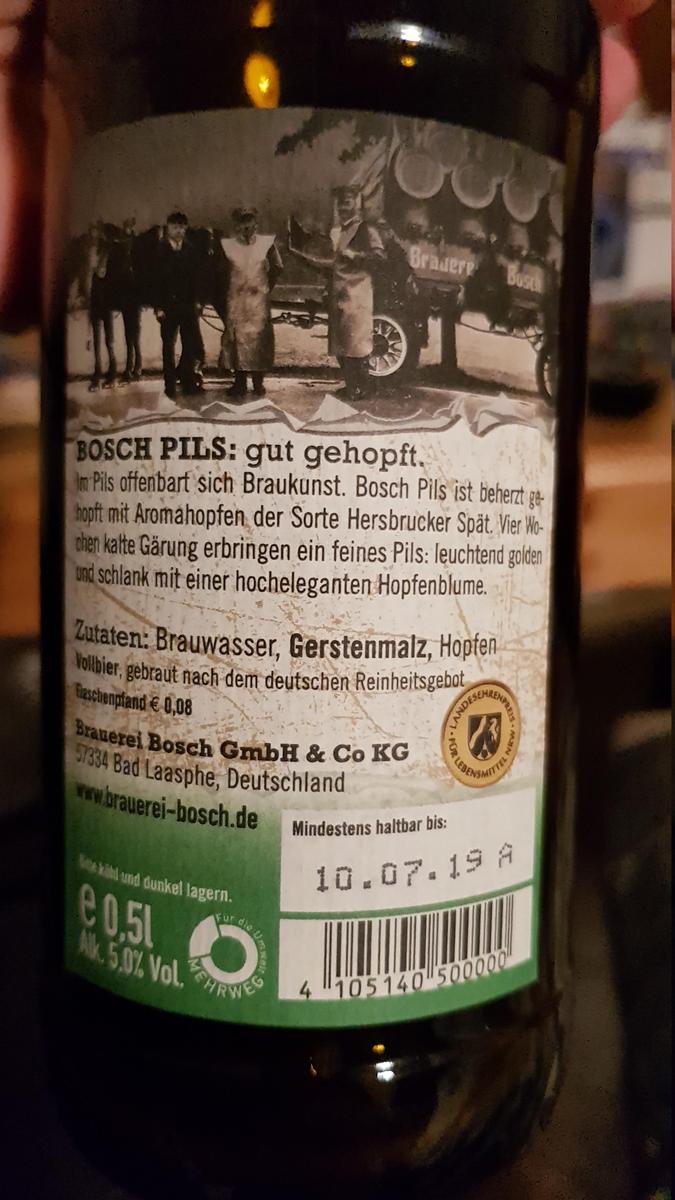 Brauere Bosch
BOSCH PILS: gut gehopft.
Im Pils offenbart sich Braukunst. Bosch Pils ist beherzt ge-
hopft mit Aromahopfen der Sorte Hersbrucker Spät. Vier Wo-
chen kalte Gärung erbringen ein feines Pils: leuchtend golden
und schlank mit einer hocheleganten Hopfenblume.
Zutaten: Brauwasser, Gerstenmalz, Hopfen
Vollbier, gebraut nach dem deutschen Reinheitsgebot
Flaschenpfand € 0,08
Brauerei Bosch GmbH & Co KG
57334 Bad Laasphe, Deutschland
www.brauerei-bosch.de
LANDESEHRENPREIS
FÜR LEBENSMITTEL NRW
Mindestens haltbar bis:
10.07.19 A
Bitte kühl und dunkel lagern.
e 0,5l
Alk. 5,0% Vol.
Für die Umwelt
MEHRWEG
4 105140 500000